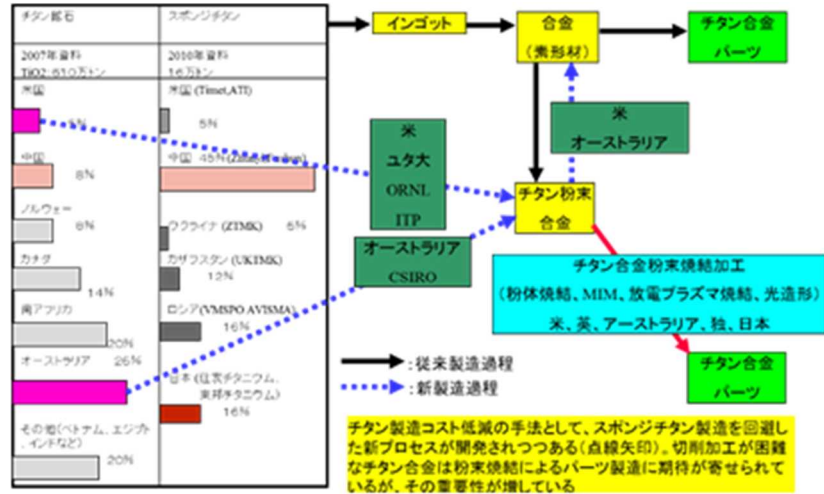 チタン鉱石
2007年資料
TiO2:610万トン
米国
中国
8%
ノルウェー
8%
カナダ
14%
南アフリカ
20%
オーストラリア 26%
その他(ベトナム、エジプト
、インドなど)
20%
スポンジチタン
2010年資料
16万トン
米国 (Timet,ATI)
5%
中国 45%
ウクライナ (ZTMK) 6%
カザフスタン (UKTMK)
12%
ロシア(VMSPO AVISMA)
16%
日本 (住友チタニウム、
東邦チタニウム)
16%
インゴット
合金
(素形材)
チタン合金
パーツ
米
オーストラリア
米
ユタ大
ORNL
ITP
チタン粉末
合金
オーストラリア
CSIRO
チタン合金粉末焼結加工
(粉体焼結、MIM、放電プラズマ焼結、光造形)
米、英、アーストラリア、独、日本
チタン合金
パーツ
:従来製造過程
:新製造過程
チタン製造コスト低減の手法として、スポンジチタン製造を回避し
た新プロセスが開発されつつある(点線矢印)。切削加工が困難
なチタン合金は粉末焼結によるパーツ製造に期待が寄せられて
いるが、その重要性が増している